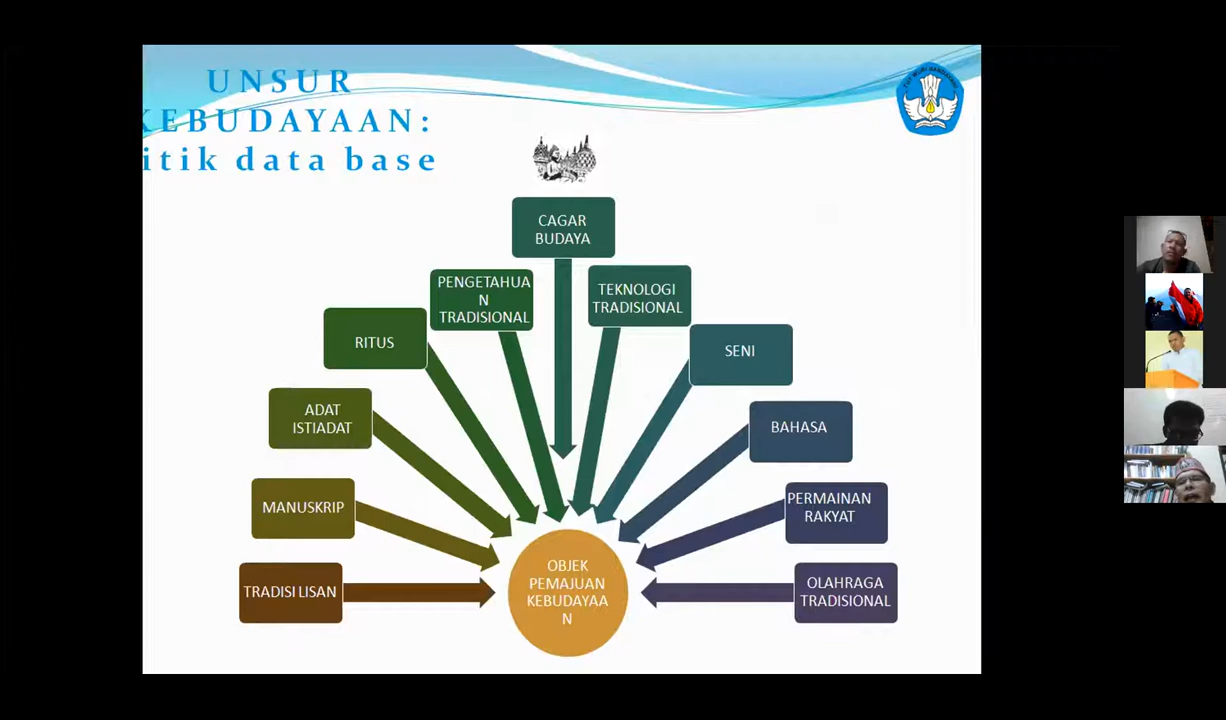 UNSUR
KEBUDAYAAN:
itik data base
CAGAR
BUDAYA
PENGETAHUA
N
TRADISIONAL
TEKNOLOGI
TRADISIONAL
RITUS
SENI
ADAT
ISTIADAT
BAHASA
MANUSKRIP
PERMAINAN
RAKYAT
TRADISI LISAN
OBJEK
PEMAJUAN
KEBUDAYAA
N
OLAHRAGA
TRADISIONAL